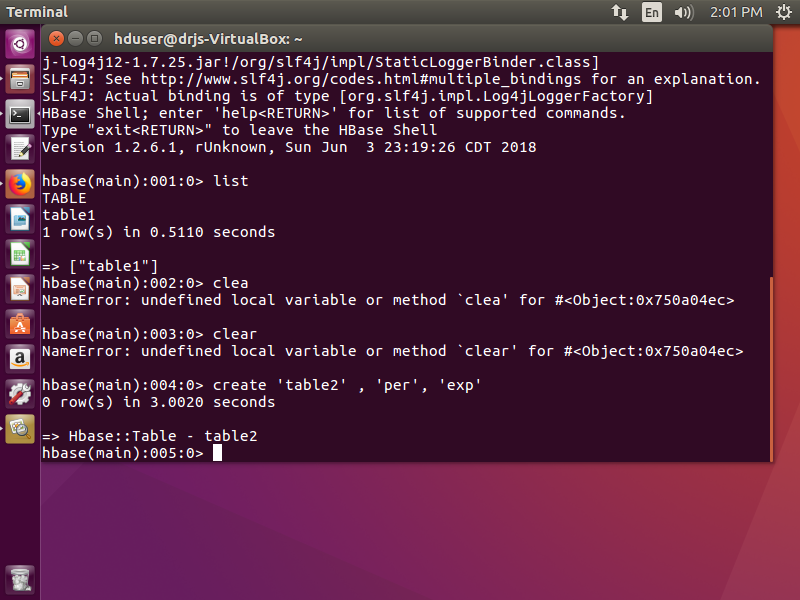 Terminal
En
2:01 PM
hduser@drjs-VirtualBox: ~
j-log4j12-1.7.25.jar!/org/slf4j/impl/StaticLoggerBinder.class]
SLF4J: See http://www.slf4j.org/codes.html#multiple_bindings for an explanation.
SLF4J: Actual binding is of type [org.slf4j.impl.Log4jLoggerFactory]
HBase Shell; enter 'help<RETURN>' for list of supported commands.
Type "exit<RETURN>" to leave the HBase Shell
Version 1.2.6.1, rUnknown, Sun Jun  3 23:19:26 CDT 2018
hbase(main):001:0> list
TABLE
table1
1 row(s) in 0.5110 seconds
=> ["table1"]
hbase(main):002:0> clea
NameError: undefined local variable or method `clea' for #<Object:0x750a04ec>
hbase(main):003:0> clear
NameError: undefined local variable or method `clear' for #<Object:0x750a04ec>
hbase(main):004:0> create 'table2' , 'per', 'exp'
0 row(s) in 3.0020 seconds
=> Hbase::Table - table2
hbase(main):005:0>